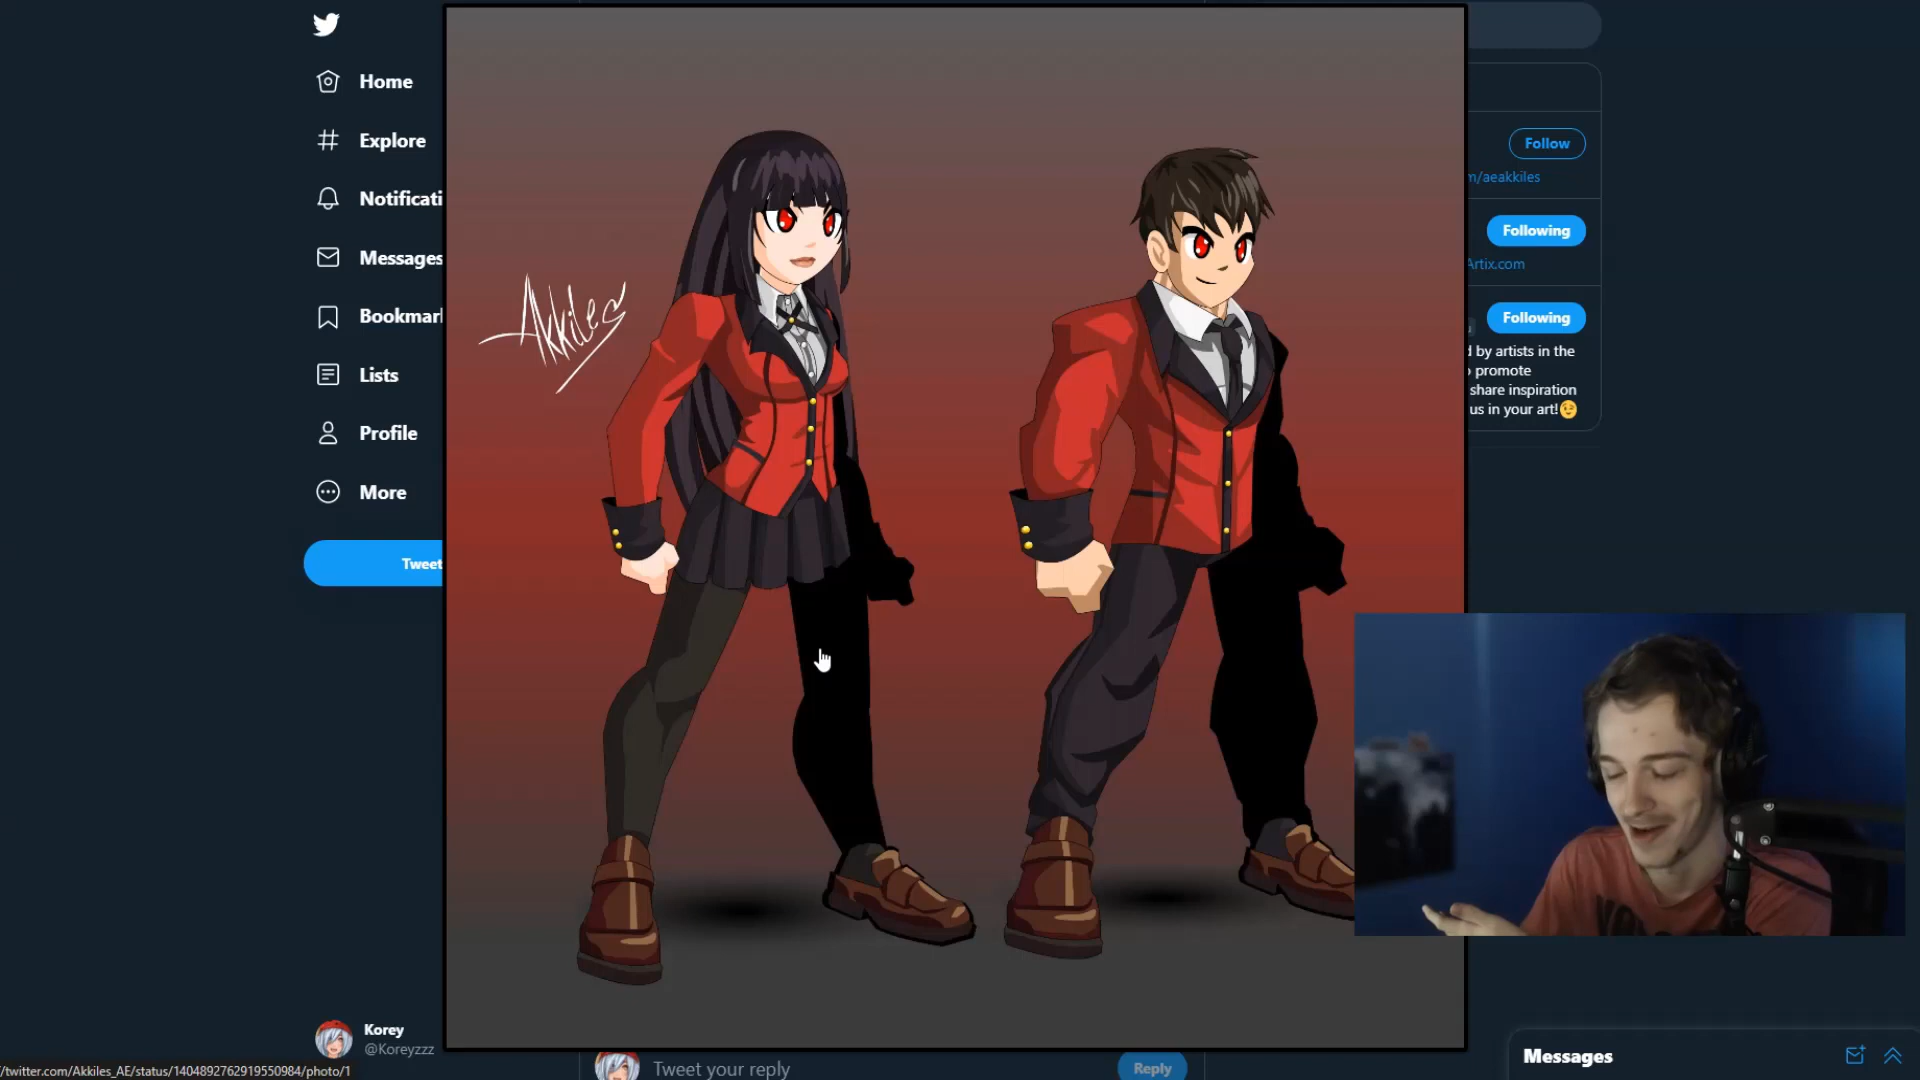 Home
Explore
Notificati
Messages
Bookmark
Lists
Profile
More
Tweet
Akkiles
Follow
m/aeakkiles
Following
Artix.com
Following
d by artists in the
promote
share inspiration
us in your art!😉
Korey
@Koreyzzz
/twitter.com/Akkiles_AE/status/1404892762919550984/photo/1
Tweet your reply
Reply
Messages